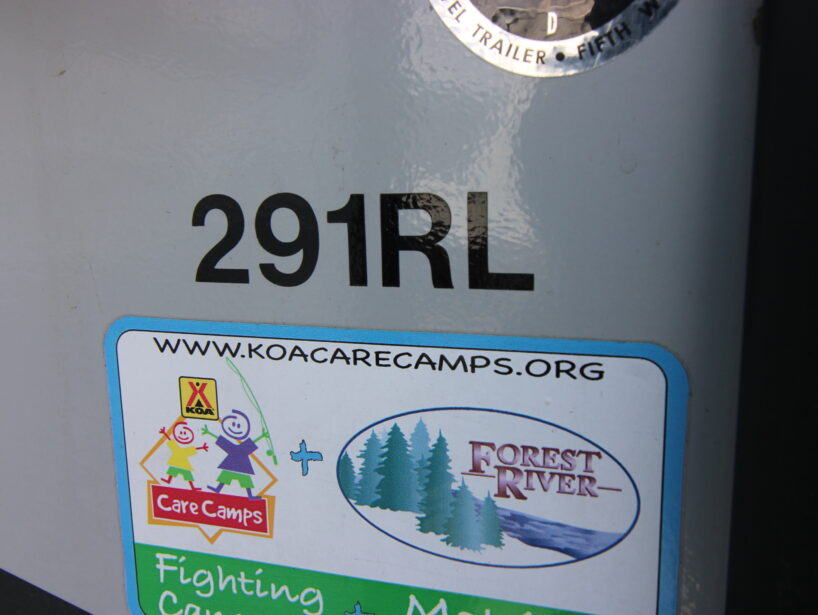 TRAILER • FIFTH
291RL
WWW.KOACARECAMPS.ORG
KOA
Care Camps
+
FOREST
RIVER
Fighting